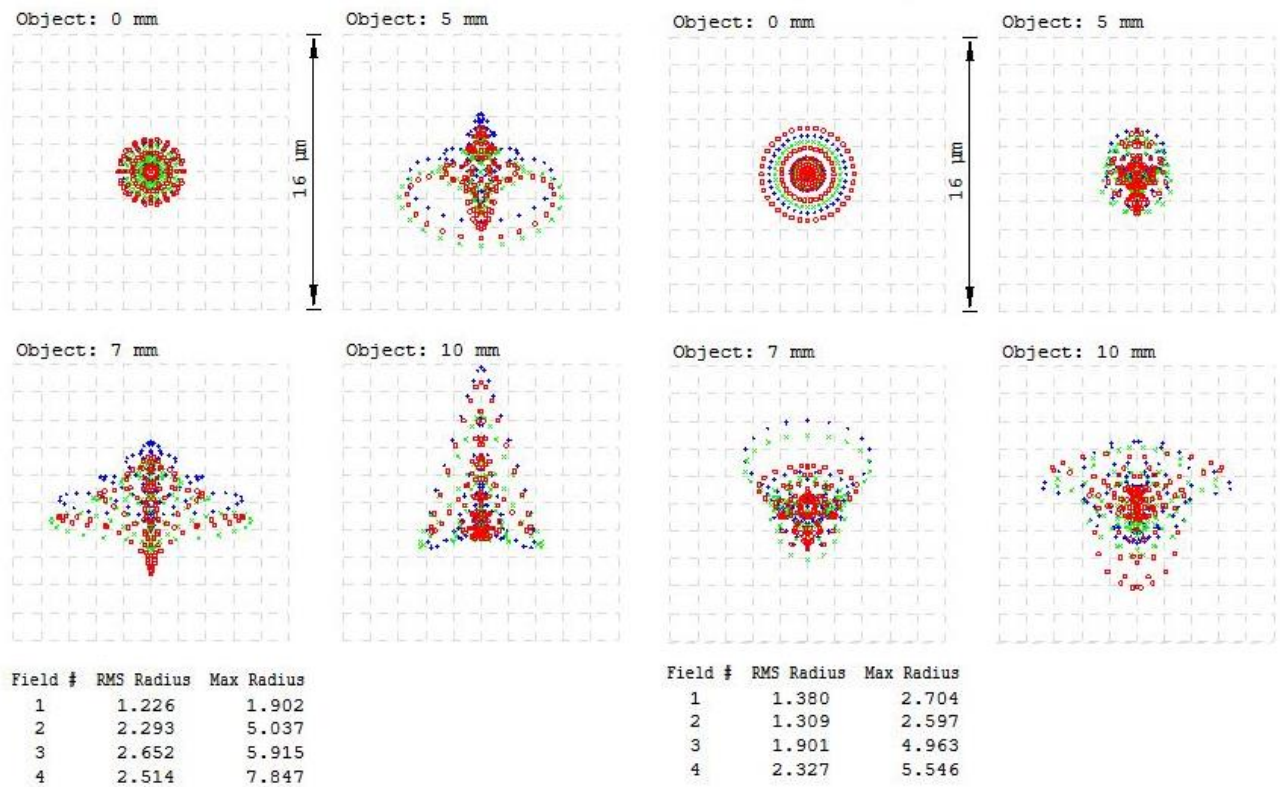 Object: 0 mm
Object: 5 mm
16 μm
Object: 7 mm
Object: 10 mm
Field # RMS Radius Max Radius
1 1.226 1.902
2 2.293 5.037
3 2.652 5.915
4 2.514 7.847
Object: 0 mm
Object: 5 mm
16 μm
Object: 7 mm
Object: 10 mm
Field # RMS Radius Max Radius
1 1.380 2.704
2 1.309 2.597
3 1.901 4.963
4 2.327 5.546